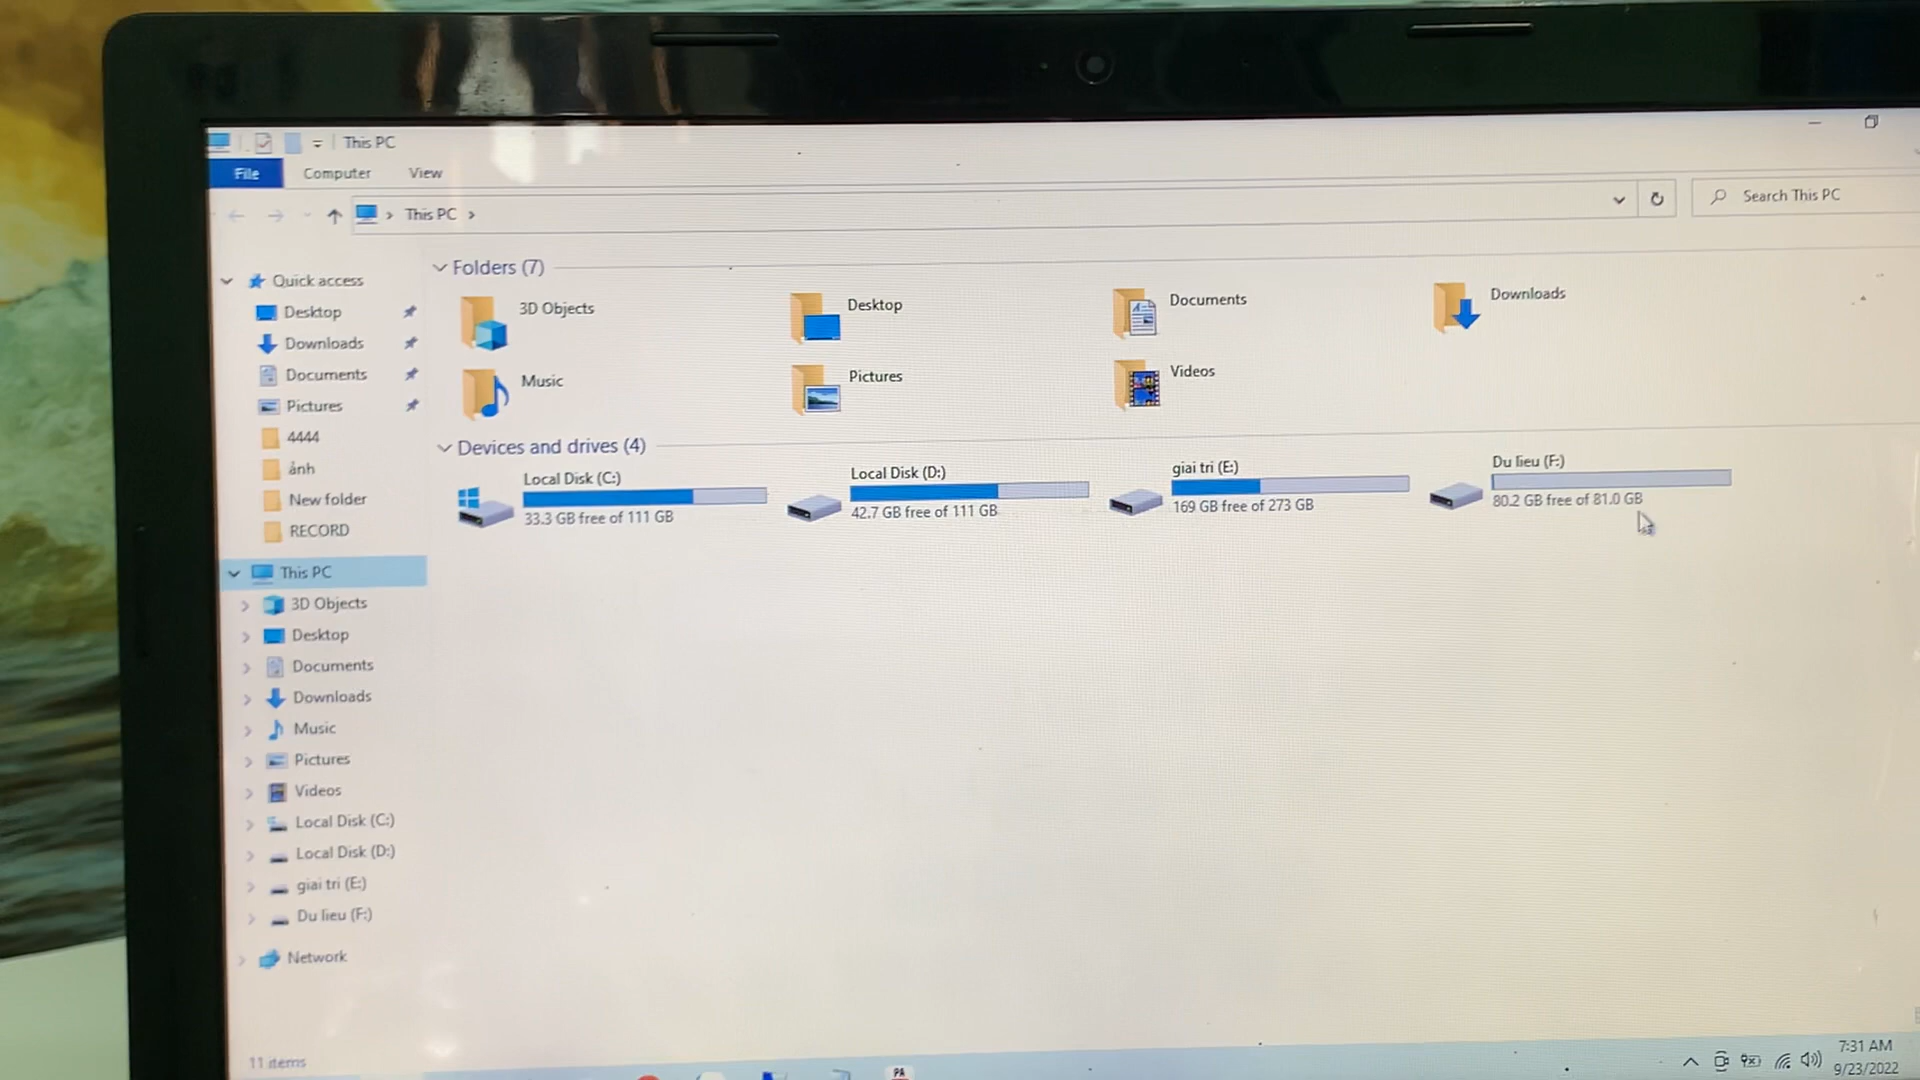 This PC
File Computer View
This PC
Search This PC
Quick access
Desktop
Downloads
Documents
Pictures
4444
ảnh
New folder
RECORD
This PC
3D Objects
Desktop
Documents
Downloads
Music
Pictures
Videos
Local Disk (C:)
Local Disk (D:)
giai tri (E:)
Du lieu (F:)
Network
Folders (7)
3D Objects
Desktop
Documents
Downloads
Music
Pictures
Videos
Devices and drives (4)
Local Disk (C:)
33.3 GB free of 111 GB
Local Disk (D:)
42.7 GB free of 111 GB
giai tri (E:)
169 GB free of 273 GB
Du lieu (F:)
80.2 GB free of 81.0 GB
11 items
PA
7:31 AM
9/23/2022